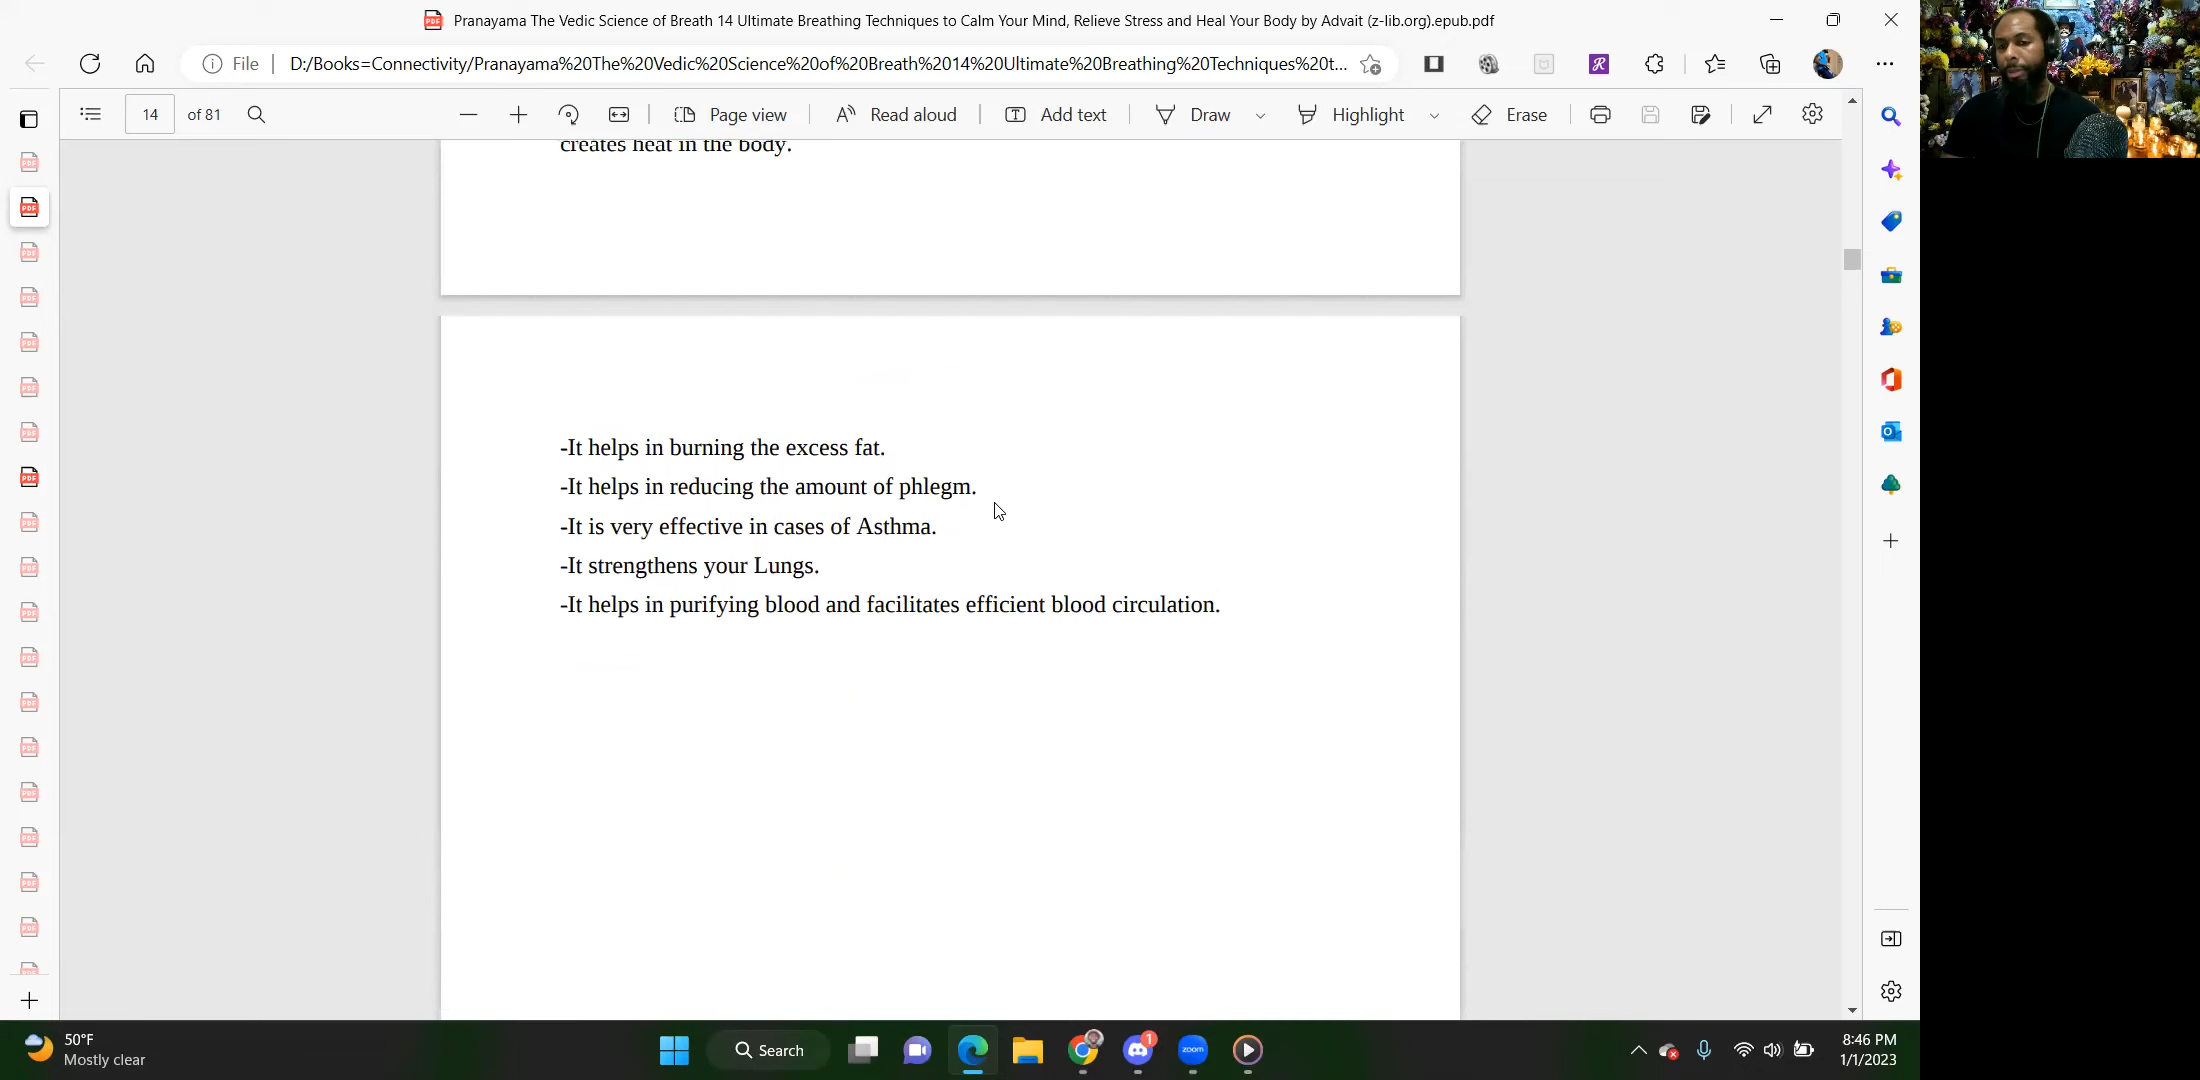 Pranayama The Vedic Science of Breath 14 Ultimate Breathing Techniques to Calm Your Mind, Relieve Stress and Heal Your Body by Advait (z-lib.org).epub.pdf
File
D:/Books=Connectivity/Pranayama%20The%20Vedic%20Science%20of%20Breath%2014%20Ultimate%20Breathing%20Techniques%20t...
14 of 81
Page view
Read aloud
Add text
Draw
Highlight
Erase
creates heat in the body.
-It helps in burning the excess fat.
-It helps in reducing the amount of phlegm.
-It is very effective in cases of Asthma.
-It strengthens your Lungs.
-It helps in purifying blood and facilitates efficient blood circulation.
50°F
Mostly clear
Search
1
zoom
8:46 PM
1/1/2023